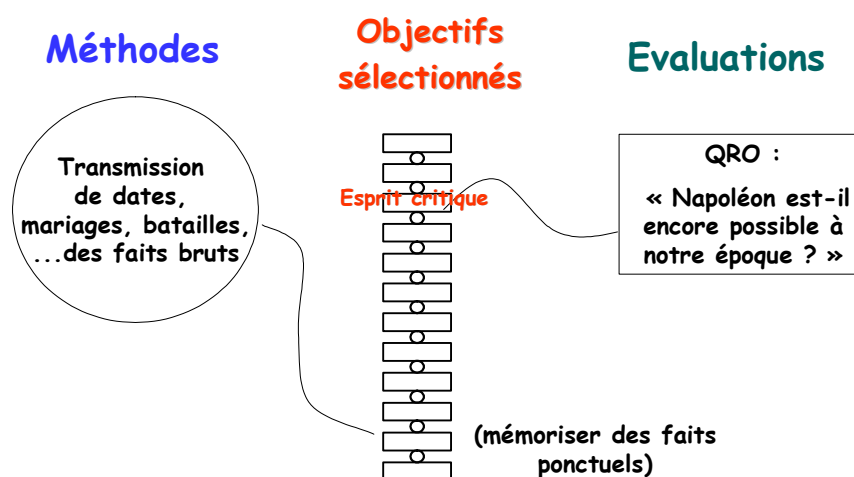 Méthodes
Objectifs
sélectionnés
Evaluations
Transmission
de dates,
mariages, batailles,
...des faits bruts
Esprit critique
QRO :
« Napoléon est-il
encore possible à
notre époque ? »
(mémoriser des faits
ponctuels)